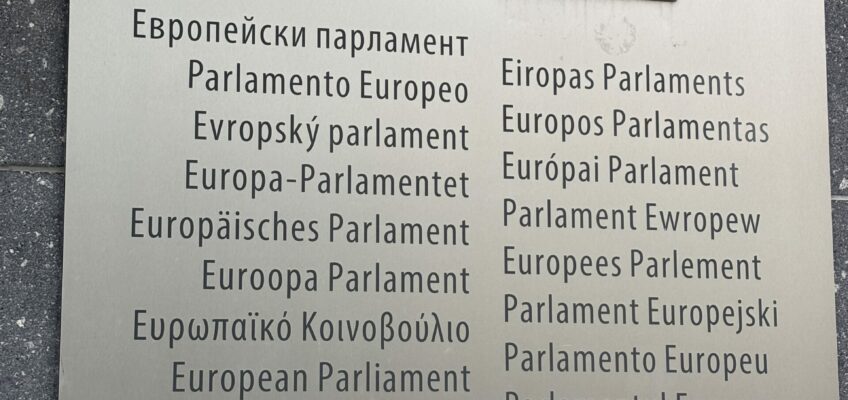 Европейски парламент
Parlamento Europeo
Evropský parlament
Europa-Parlamentet
Europäisches Parlament
Euroopa Parlament
Ευρωπαϊκό Κοινοβούλιο
European Parliament
Eiropas Parlaments
Europos Parlamentas
Európai Parlament
Parlament Ewropew
Europees Parlement
Parlament Europejski
Parlamento Europeu